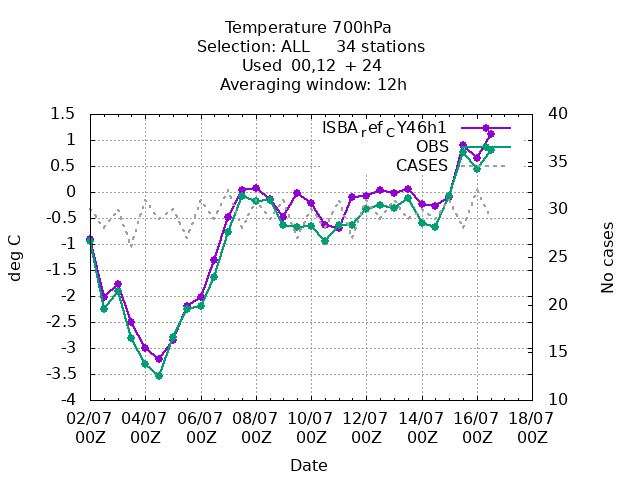 Temperature 700hPa
Selection: ALL 34 stations
Used 00,12 + 24
Averaging window: 12h
ISBA_ref_CY46h1
OBS
CASES
1.5
1
0.5
0
-0.5
-1
-1.5
-2
-2.5
-3
-3.5
-4
deg C
40
35
30
25
20
15
10
No cases
02/07 04/07 06/07 08/07 10/07 12/07 14/07 16/07 18/07
00Z 00Z 00Z 00Z 00Z 00Z 00Z 00Z 00Z
Date